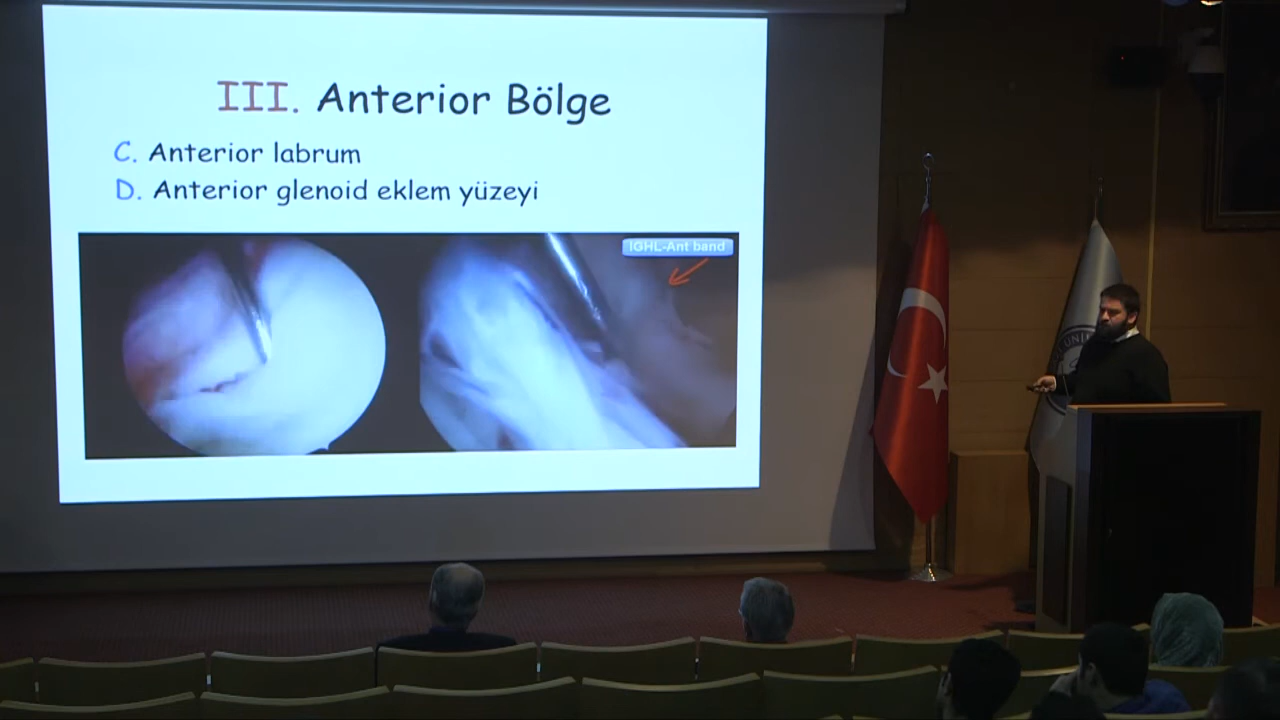 III. Anterior Bölge
C. Anterior labrum
D. Anterior glenoid eklem yüzeyi
IGHL-Ant band